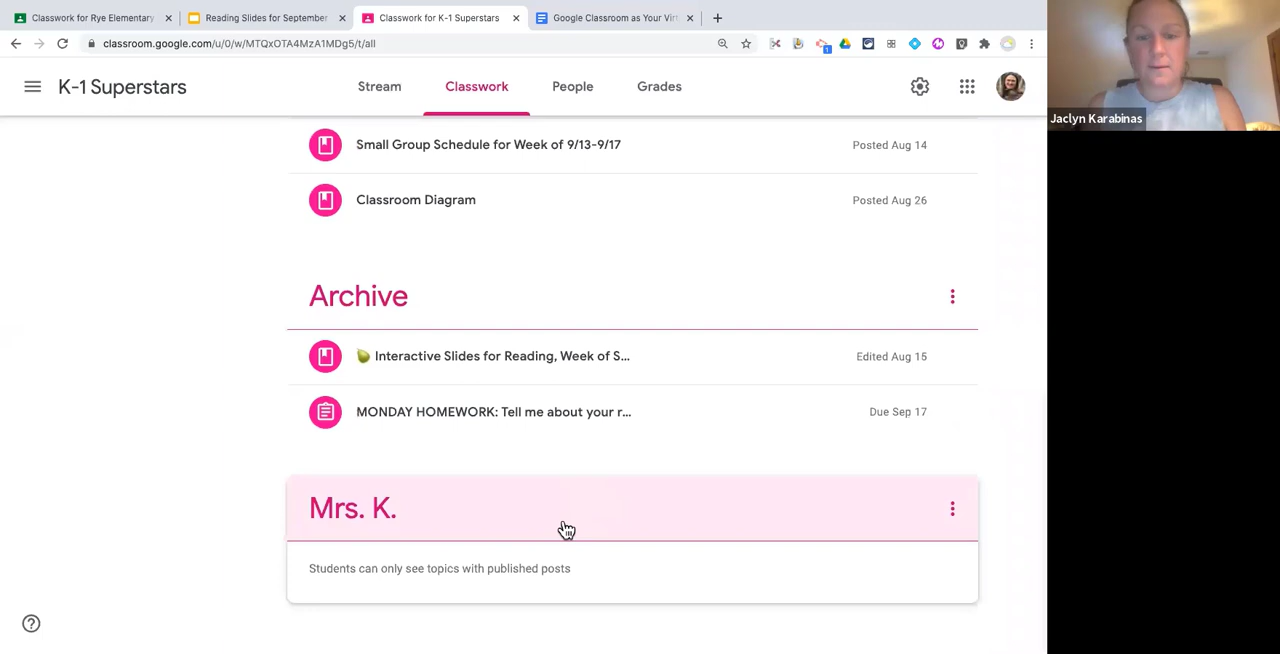 Classwork for Rye Elementary
Reading Slides for September
Classwork for K-1 Superstars
Google Classroom as Your Virt
classroom.google.com/u/0/w/MTQxOTA4MzA1MDg5/t/all
1
K-1 Superstars
Stream
Classwork
People
Grades
Jaclyn Karabinas
Small Group Schedule for Week of 9/13-9/17
Posted Aug 14
Classroom Diagram
Posted Aug 26
Archive
Interactive Slides for Reading, Week of S...
Edited Aug 15
MONDAY HOMEWORK: Tell me about your r...
Due Sep 17
Mrs. K.
Students can only see topics with published posts